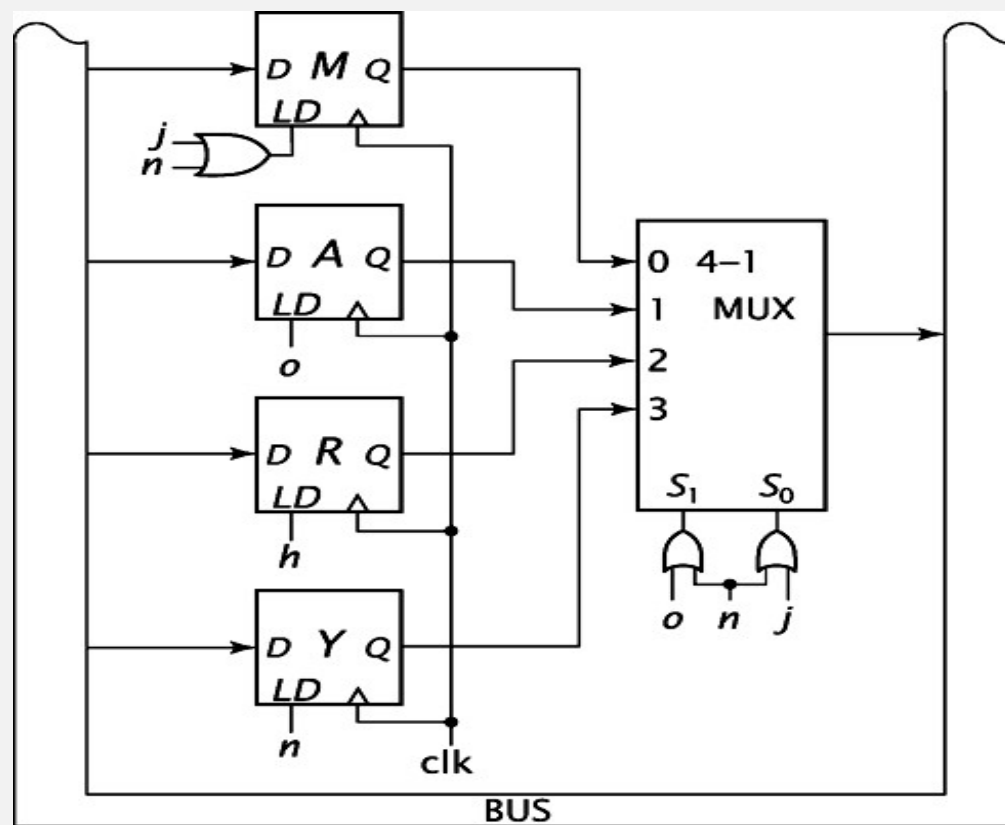 D M Q
LD
j
n
D A Q
LD
o
0 4–1
1 MUX
2
3
S₁ S₀
D R Q
LD
h
o n j
D Y Q
LD
n
clk
BUS